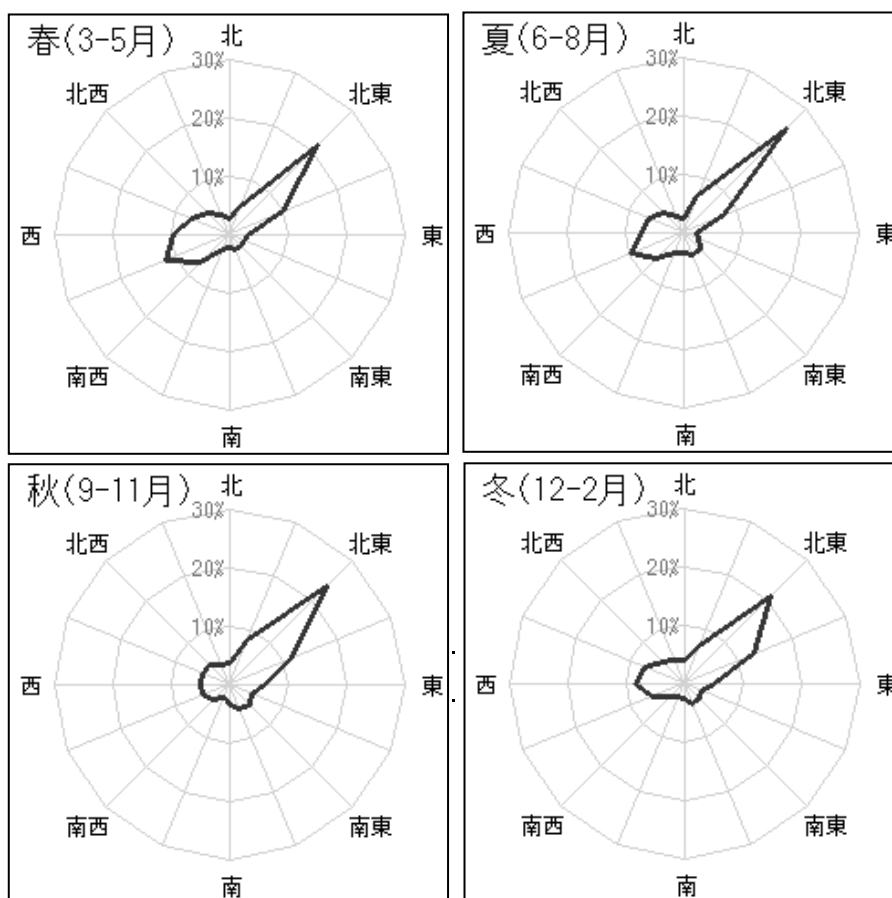 春(3-5月)
北
30%
北西
北東
20%
10%
西
東
南西
南東
南
夏(6-8月)
北
30%
北西
北東
20%
10%
西
東
南西
南東
南
秋(9-11月)
北
30%
北西
北東
20%
10%
西
東
南西
南東
南
冬(12-2月)
北
30%
北西
北東
20%
10%
西
東
南西
南東
南